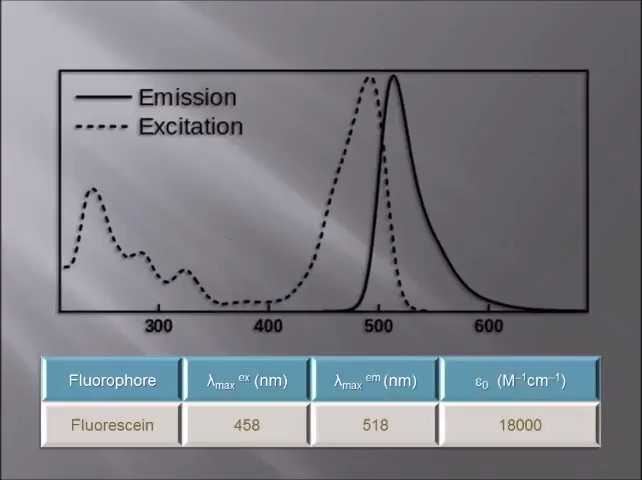 Emission
Excitation
300 400 500 600
Fluorophore λmax ex (nm) λmax em (nm) ε0 (M⁻¹cm⁻¹)
Fluorescein 458 518 18000